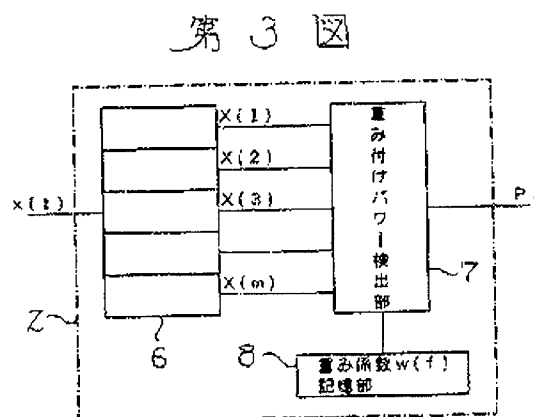 第3図
X(1)
X(2)
x(t)
X(3)
X(m)
重み付けパワー検出部
P
7
2
6
8
重み係数w(f)
記憶部